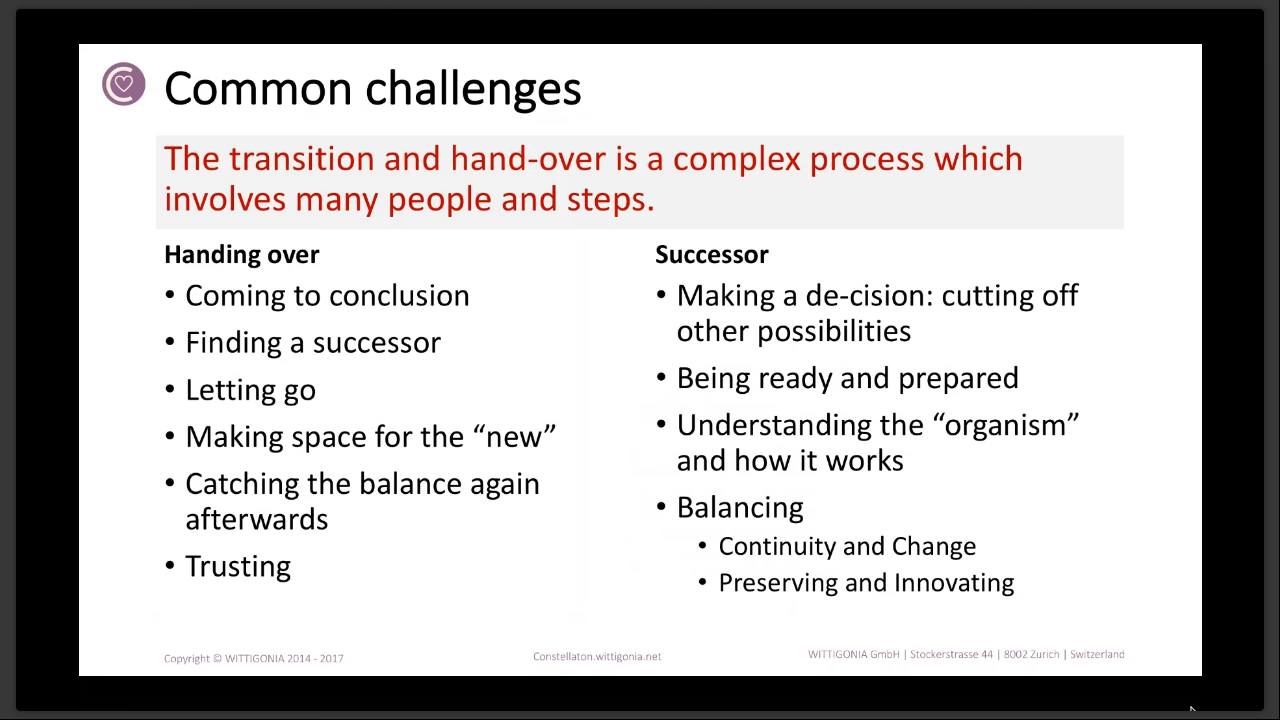 Common challenges
The transition and hand-over is a complex process which
involves many people and steps.
Handing over
• Coming to conclusion
• Finding a successor
• Letting go
• Making space for the “new”
• Catching the balance again
afterwards
• Trusting
Successor
• Making a de-cision: cutting off
other possibilities
• Being ready and prepared
• Understanding the “organism”
and how it works
• Balancing
• Continuity and Change
• Preserving and Innovating
Copyright © WITTIGONIA 2014 - 2017
Constellaton.wittigonia.net
WITTIGONIA GmbH | Stockerstrasse 44 | 8002 Zurich | Switzerland